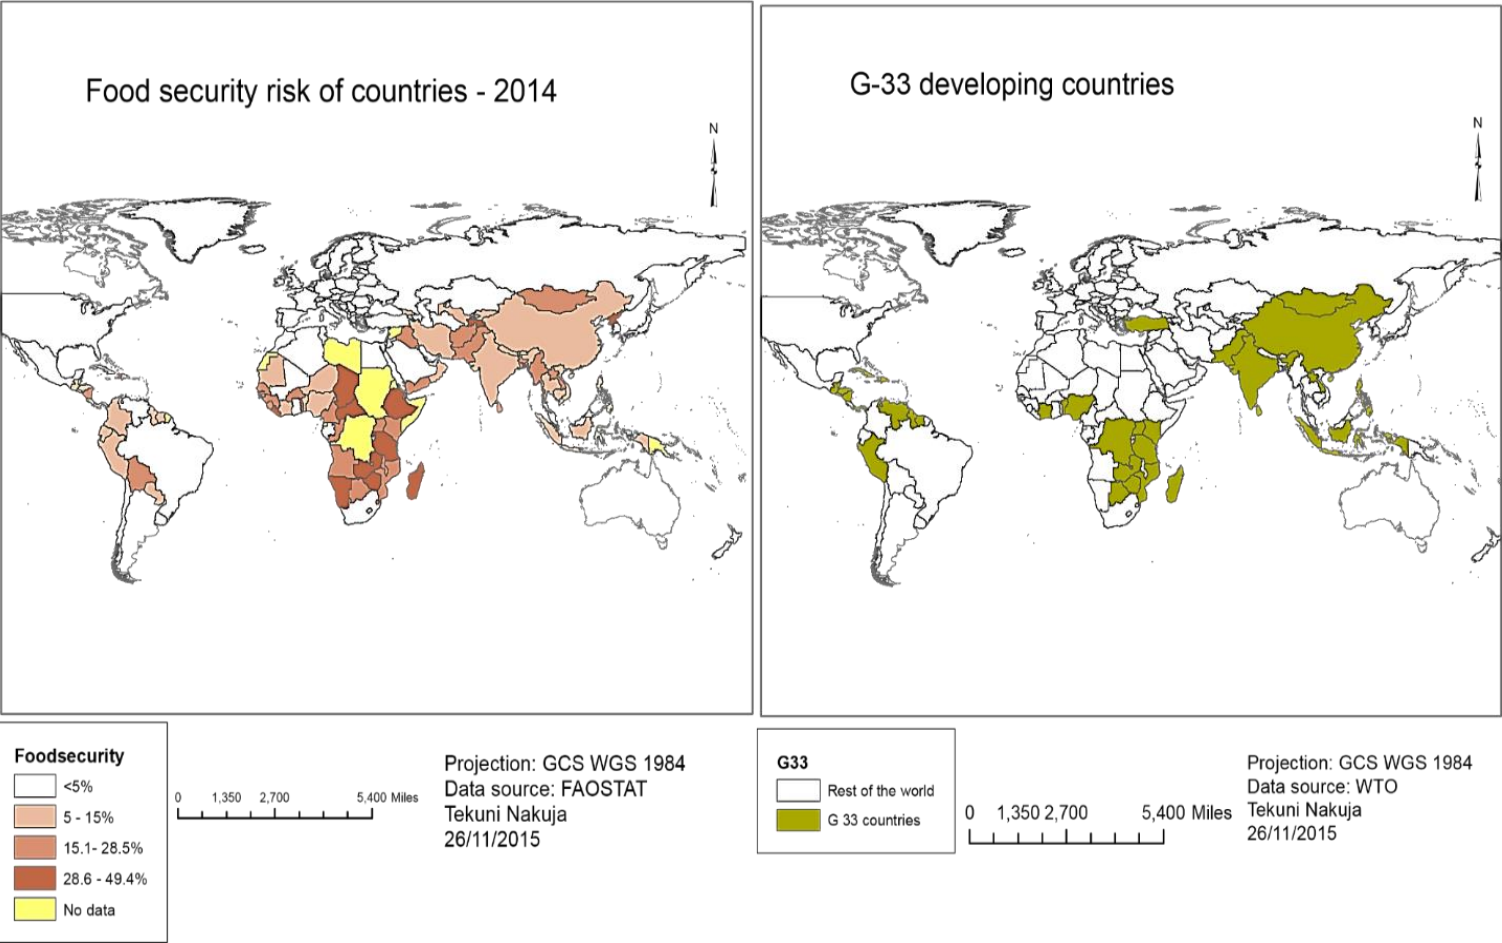 Food security risk of countries - 2014
N
Foodsecurity
<5%
5 - 15%
15.1- 28.5%
28.6 - 49.4%
No data
0 1,350 2,700 5,400 Miles
Projection: GCS WGS 1984
Data source: FAOSTAT
Tekuni Nakuja
26/11/2015
G-33 developing countries
N
G33
Rest of the world
G 33 countries
0 1,350 2,700 5,400 Miles
Projection: GCS WGS 1984
Data source: WTO
Tekuni Nakuja
26/11/2015